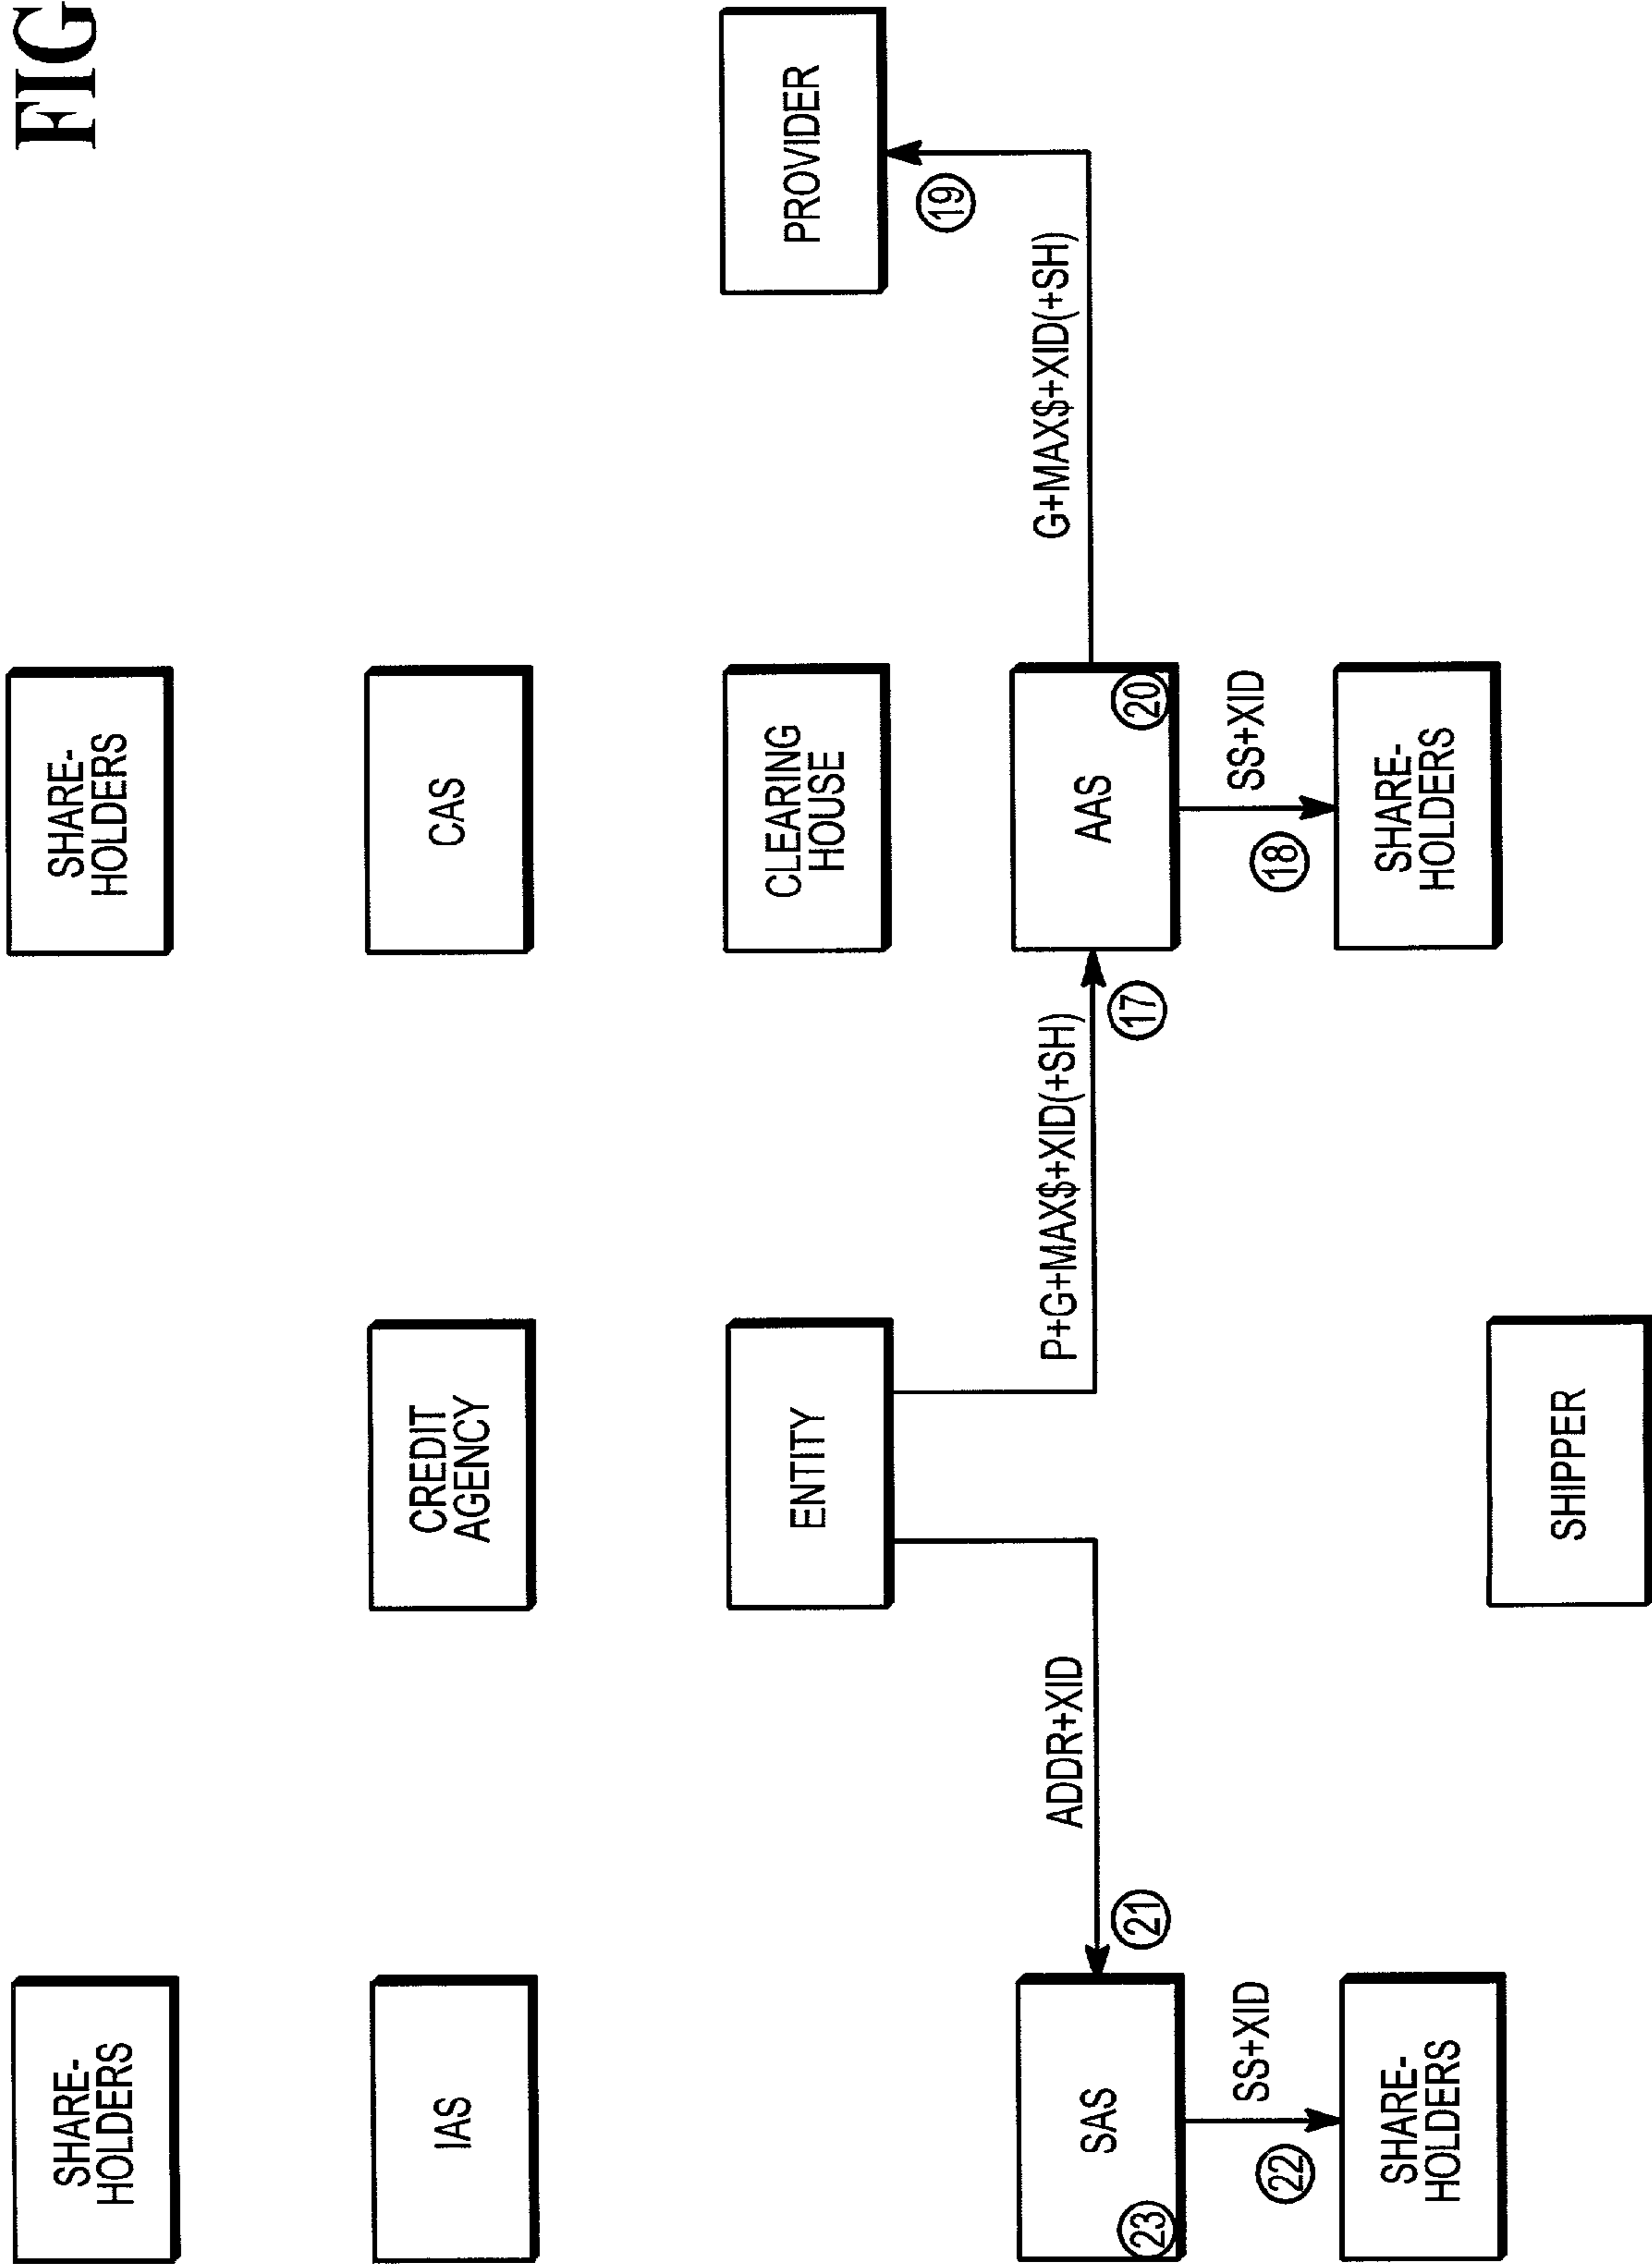 FIG
SHARE-
HOLDERS
SHARE-
HOLDERS
IAS
CREDIT
AGENCY
CAS
ENTITY
CLEARING
HOUSE
PROVIDER
ADDR+XID
P+G+MAX$+XID(+SH)
G+MAX$+XID(+SH)
19
SAS
23
21
17
AAS
20
22
SS+XID
18
SS+XID
SHARE-
HOLDERS
SHARE-
HOLDERS
SHIPPER